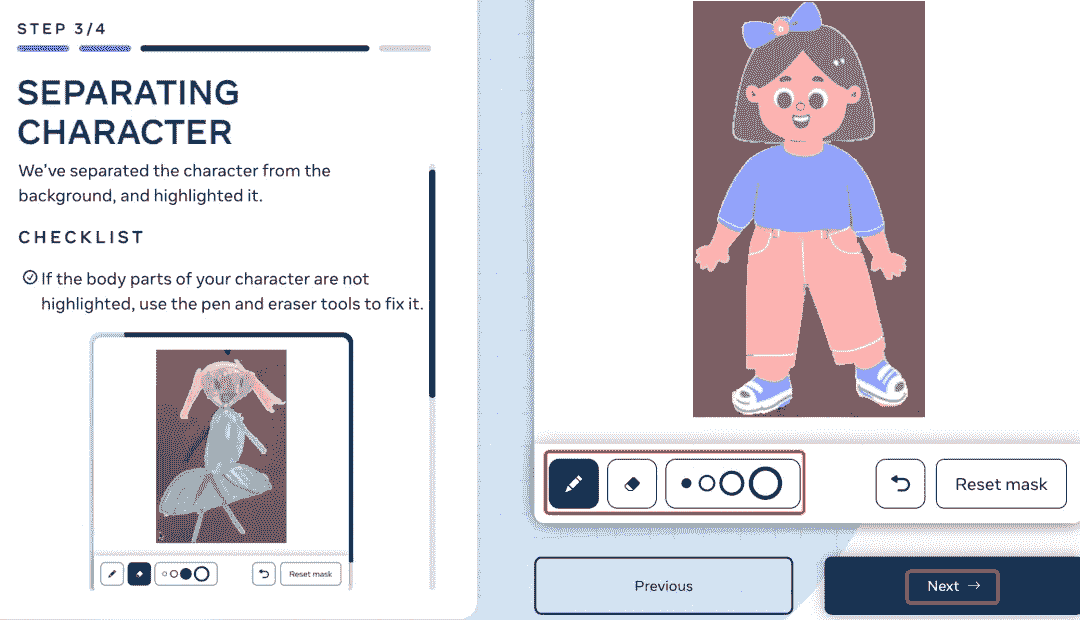 STEP 3/4
SEPARATING
CHARACTER
We've separated the character from the
background, and highlighted it.
CHECKLIST
If the body parts of your character are not
highlighted, use the pen and eraser tools to fix it.
Reset mask
Reset mask
Previous
Next →